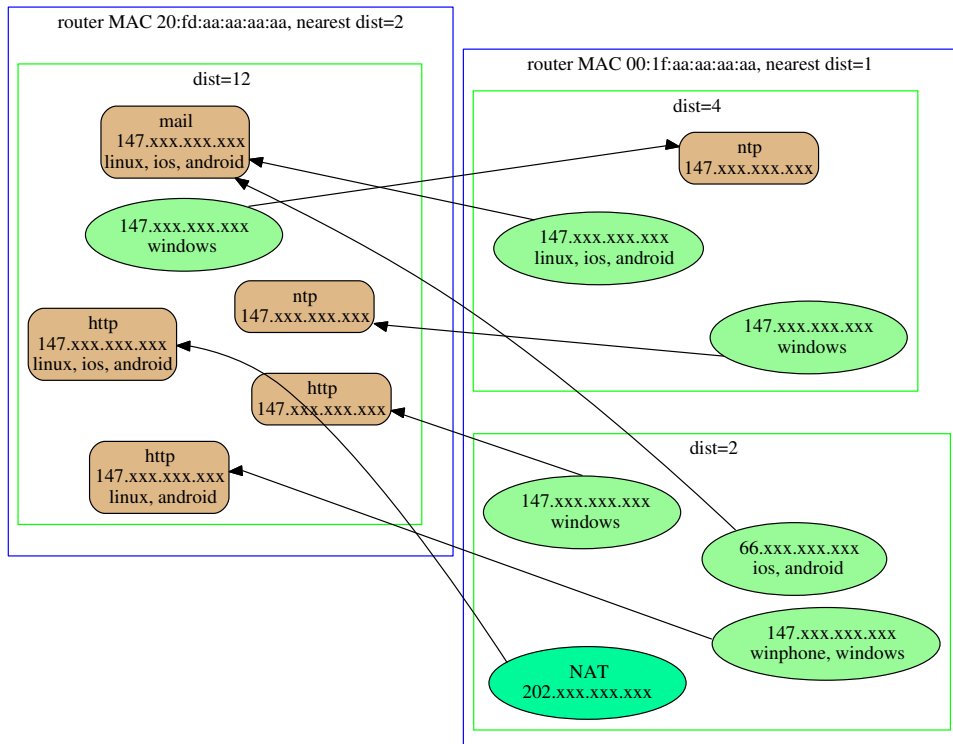 router MAC 20:fd:aa:aa:aa:aa, nearest dist=2
dist=12
mail
147.xxx.xxx.xxx
linux, ios, android
147.xxx.xxx.xxx
windows
ntp
147.xxx.xxx.xxx
http
147.xxx.xxx.xxx
linux, ios, android
http
147.xxx.xxx.xxx
http
147.xxx.xxx.xxx
linux, android
router MAC 00:1f:aa:aa:aa:aa, nearest dist=1
dist=4
ntp
147.xxx.xxx.xxx
147.xxx.xxx.xxx
linux, ios, android
147.xxx.xxx.xxx
windows
dist=2
147.xxx.xxx.xxx
windows
66.xxx.xxx.xxx
ios, android
147.xxx.xxx.xxx
winphone, windows
NAT
202.xxx.xxx.xxx